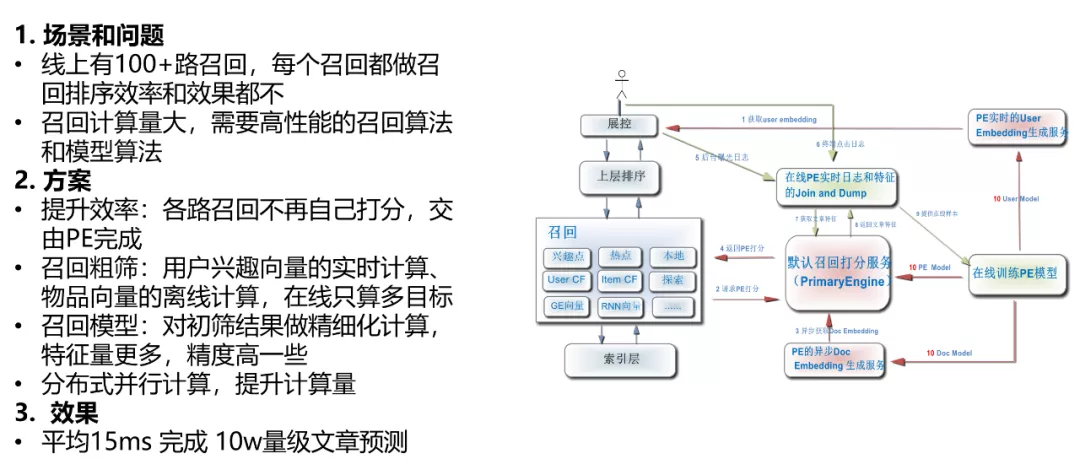 1. 场景和问题
• 线上有100+路召回，每个召回都做召
回排序效率和效果都不
• 召回计算量大，需要高性能的召回算法
和模型算法
2. 方案
• 提升效率：各路召回不再自己打分，交
由PE完成
• 召回粗筛：用户兴趣向量的实时计算、
物品向量的离线计算，在线只算多目标
• 召回模型：对初筛结果做精细化计算，
特征量更多，精度高一些
• 分布式并行计算，提升计算量
3. 效果
• 平均15ms 完成 10w量级文章预测
展控
1 获取user embedding
PE实时的User
Embedding生成服务
6 终端点击日志
5 后台曝光日志
上层排序
在线PE实时日志和特征
的Join and Dump
10 User Model
7 获取文章特征
8 返回文章特征
9 提供在线样本
召回
兴趣点 热点 本地
User CF Item CF 探索
GE向量 RNN向量 ......
4 返回PE打分
2 请求PE打分
默认召回打分服务
（PrimaryEngine）
10 PE Model
在线训练PE模型
3 异步获取Doc Embedding
索引层
PE的异步Doc
Embedding 生成服务
10 Doc Model